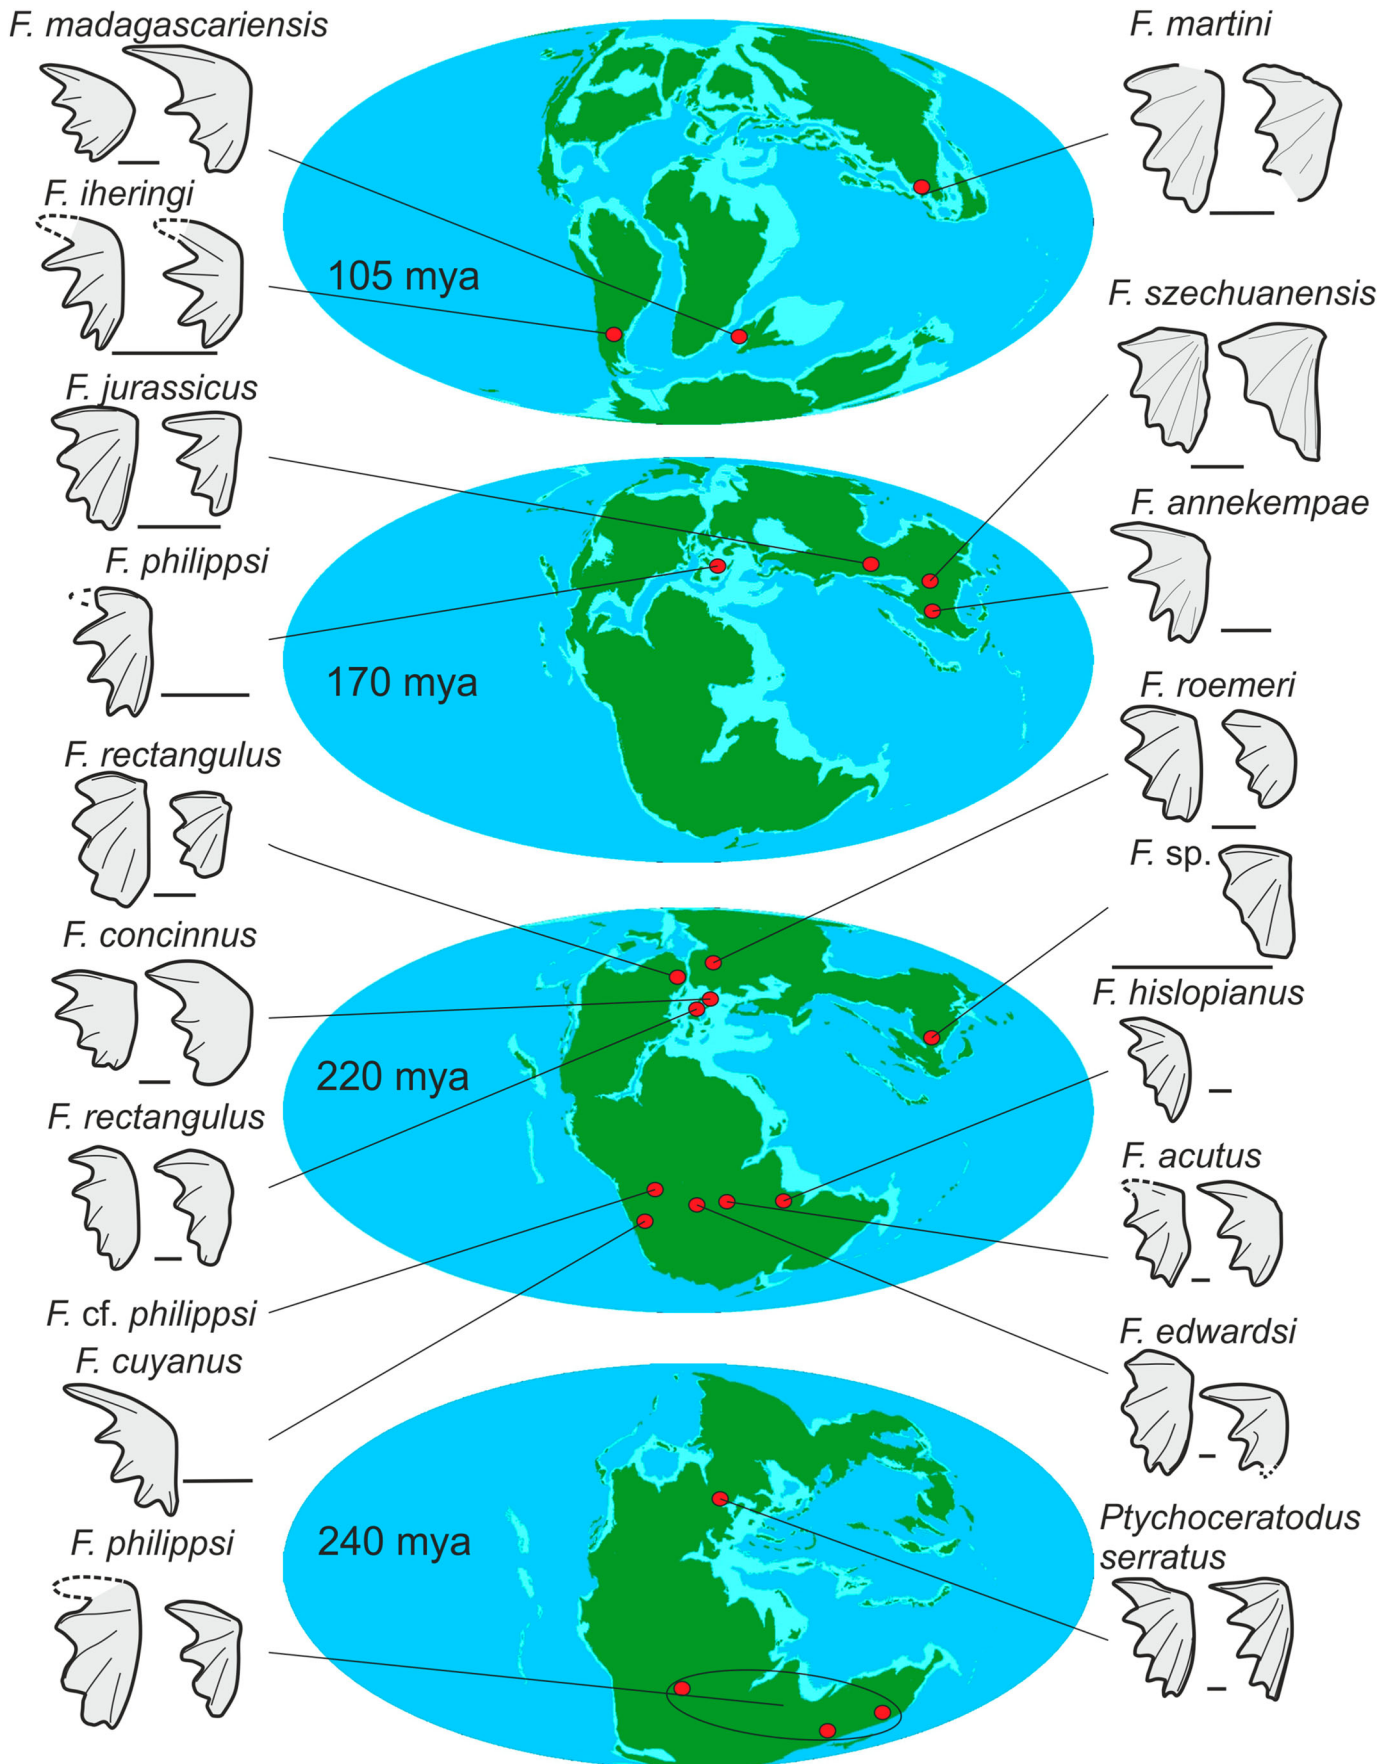 F. madagascariensis
F. martini
F. iheringi
105 mya
F. szechuanensis
F. jurassicus
F. annekempae
F. philippsi
170 mya
F. roemeri
F. rectangulus
F. sp.
F. concinnus
F. hislopianus
220 mya
F. rectangulus
F. acutus
F. cf. philippsi
F. edwardsi
F. cuyanus
Ptychoceratodus
serratus
F. philippsi
240 mya